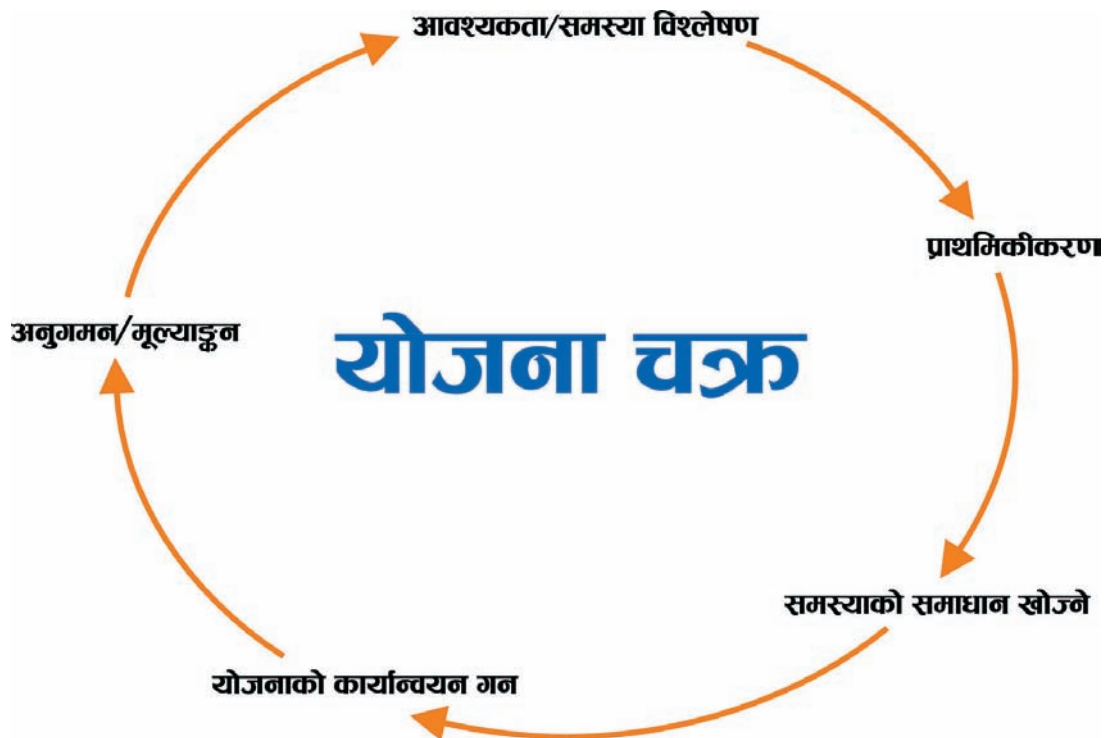 आवश्यकता/समस्या विश्लेषण
प्राथमिकीकरण
अनुगमन/मूल्याङ्कन
योजना चक्र
समस्याको समाधान खोज्ने
योजनाको कार्यान्वयन गन